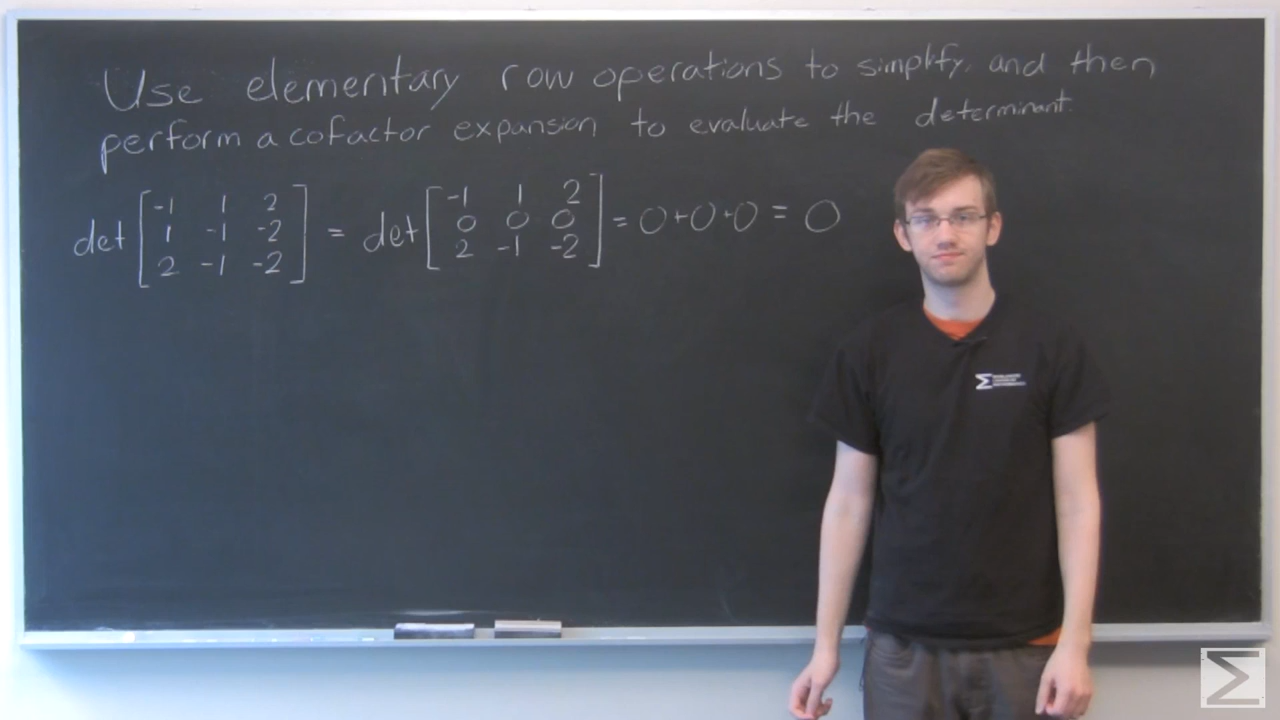 Use elementary row operations to simplify, and then
perform a cofactor expansion to evaluate the determinant.
det [-1 1 2; 1 -1 -2; 2 -1 -2] = det [-1 1 2; 0 0 0; 2 -1 -2] = 0+0+0 = 0
Σ
Σ